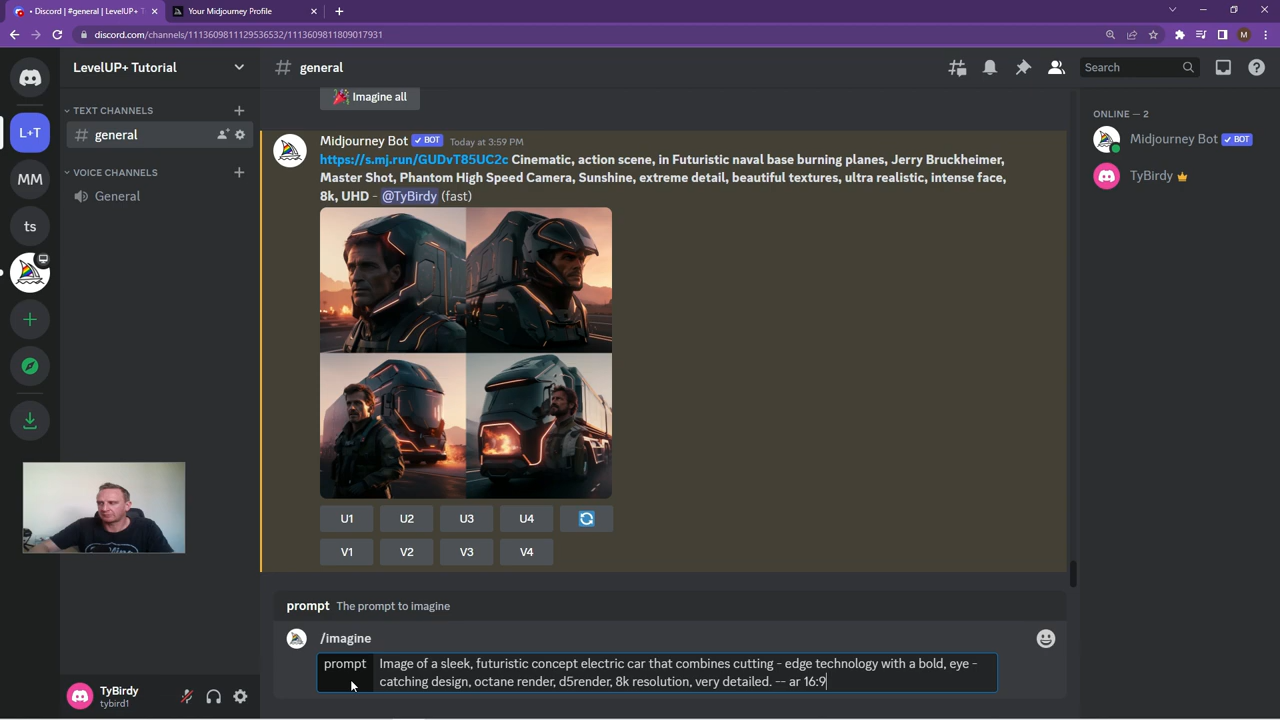 • Discord | #general | LevelUP+ T
Your Midjourney Profile
discord.com/channels/1113609811129536532/1113609811809017931
M
LevelUP+ Tutorial
# general
Search
TEXT CHANNELS
# general
VOICE CHANNELS
General
L+T
MM
ts
Imagine all
Midjourney Bot ✓ BOT Today at 3:59 PM
https://s.mj.run/GUDvT85UC2c Cinematic, action scene, in Futuristic naval base burning planes, Jerry Bruckheimer,
Master Shot, Phantom High Speed Camera, Sunshine, extreme detail, beautiful textures, ultra realistic, intense face,
8k, UHD - @TyBirdy (fast)
U1 U2 U3 U4
V1 V2 V3 V4
prompt The prompt to imagine
/imagine
prompt Image of a sleek, futuristic concept electric car that combines cutting - edge technology with a bold, eye -
catching design, octane render, d5render, 8k resolution, very detailed. -- ar 16:9
ONLINE — 2
Midjourney Bot ✓ BOT
TyBirdy
TyBirdy
tybird1